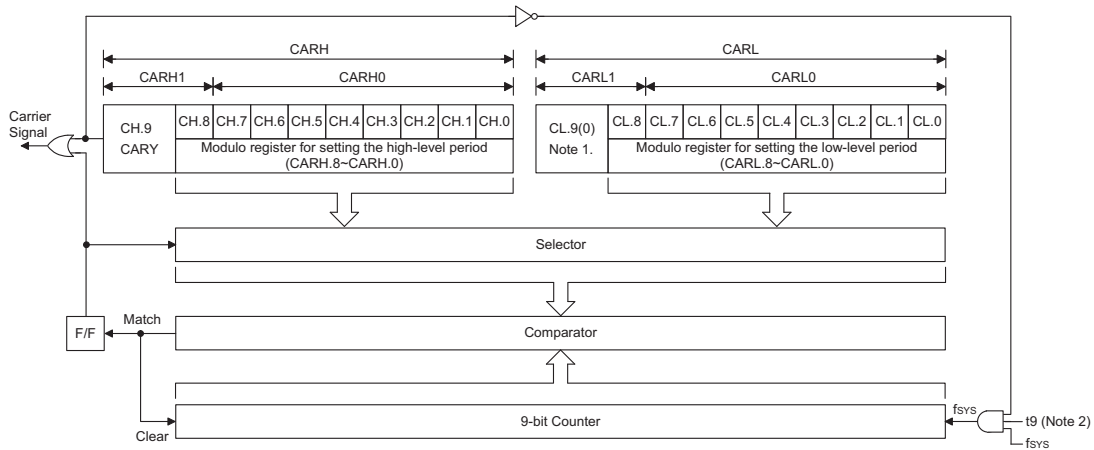 CARH
CARL
CARH1
CARH0
CARL1
CARL0
Carrier
Signal
CH.9
CARY
CH.8
CH.7
CH.6
CH.5
CH.4
CH.3
CH.2
CH.1
CH.0
Modulo register for setting the high-level period
(CARH.8~CARH.0)
CL.9(0)
Note 1.
CL.8
CL.7
CL.6
CL.5
CL.4
CL.3
CL.2
CL.1
CL.0
Modulo register for setting the low-level period
(CARL.8~CARL.0)
Selector
F/F
Match
Comparator
Clear
9-bit Counter
fSYS
t9 (Note 2)
fSYS